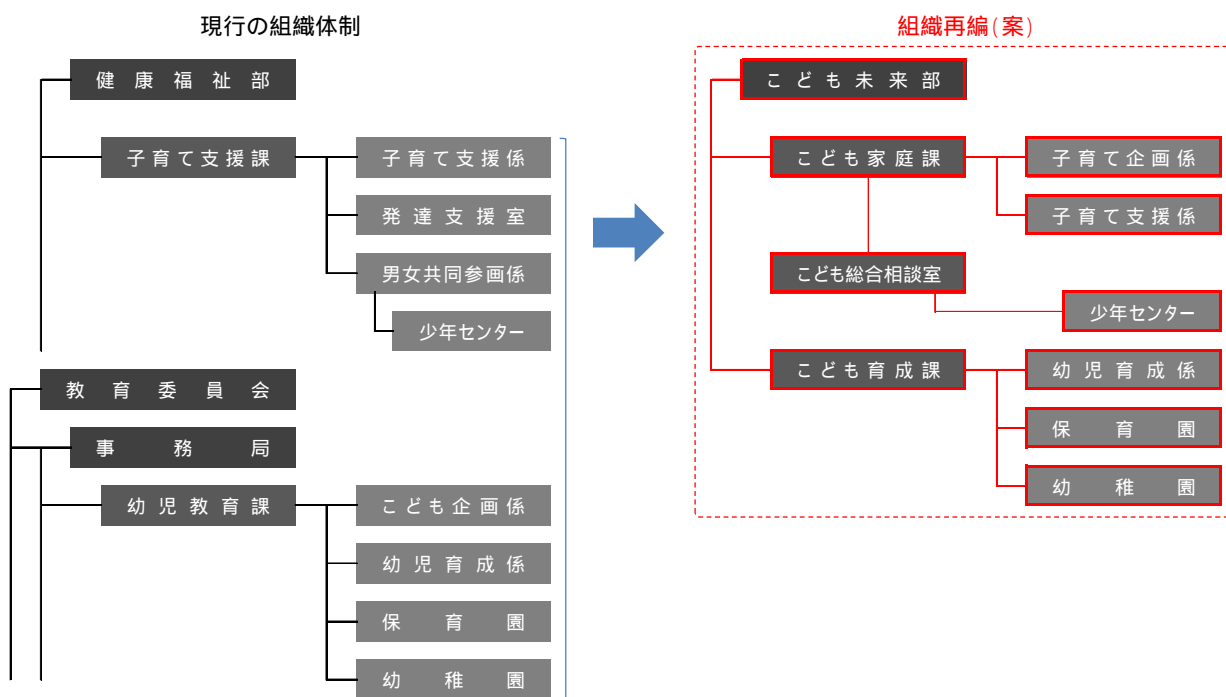 現行の組織体制
健康福祉部
子育て支援課
子育て支援係
発達支援室
男女共同参画係
少年センター
教育委員会
事務局
幼児教育課
こども企画係
幼児育成係
保育園
幼稚園
組織再編(案)
こども未来部
こども家庭課
子育て企画係
子育て支援係
こども総合相談室
少年センター
こども育成課
幼児育成係
保育園
幼稚園